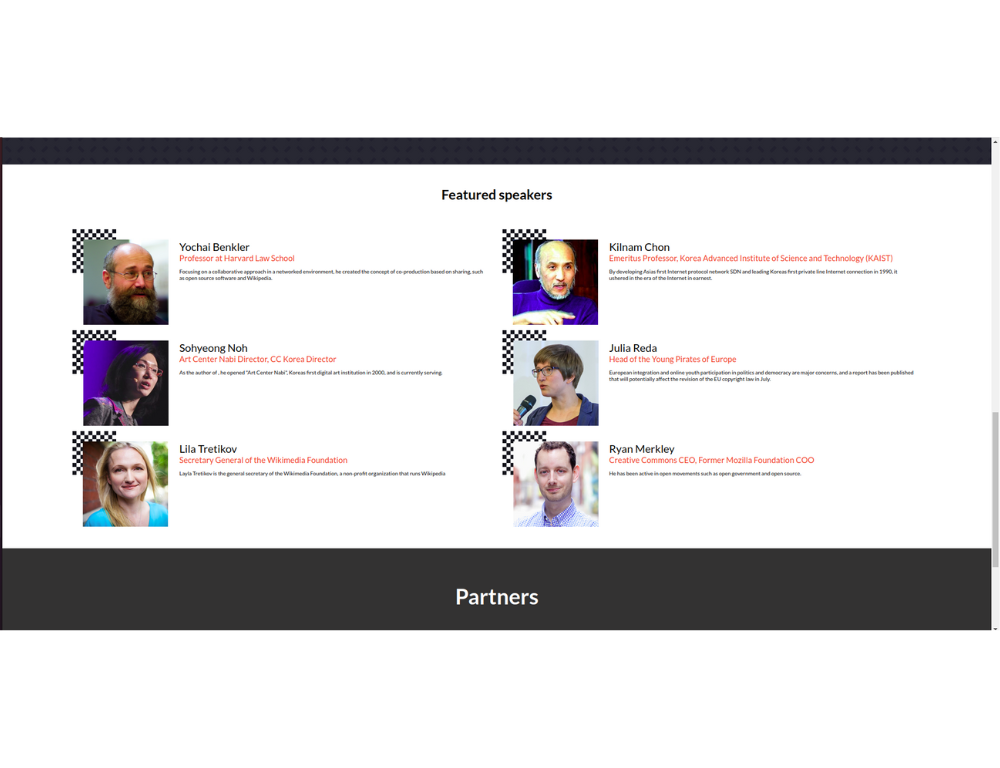 Featured speakers
Yochai Benkler
Professor at Harvard Law School
Focusing on a collaborative approach in a networked environment, he created the concept of co-production based on sharing, such
as open source software and Wikipedia.
Kilnam Chon
Emeritus Professor, Korea Advanced Institute of Science and Technology (KAIST)
By developing Asias first Internet protocol network SDN and leading Koreas first private line Internet connection in 1990, it
ushered in the era of the Internet in earnest.
Sohyeong Noh
Art Center Nabi Director, CC Korea Director
As the author of , he opened "Art Center Nabi", Koreas first digital art institution in 2000, and is currently serving.
Julia Reda
Head of the Young Pirates of Europe
European integration and online youth participation in politics and democracy are major concerns, and a report has been published
that will potentially affect the revision of the EU copyright law in July.
Lila Tretikov
Secretary General of the Wikimedia Foundation
Layla Tretikov is the general secretary of the Wikimedia Foundation, a non-profit organization that runs Wikipedia
Ryan Merkley
Creative Commons CEO, Former Mozilla Foundation COO
He has been active in open movements such as open government and open source.
Partners